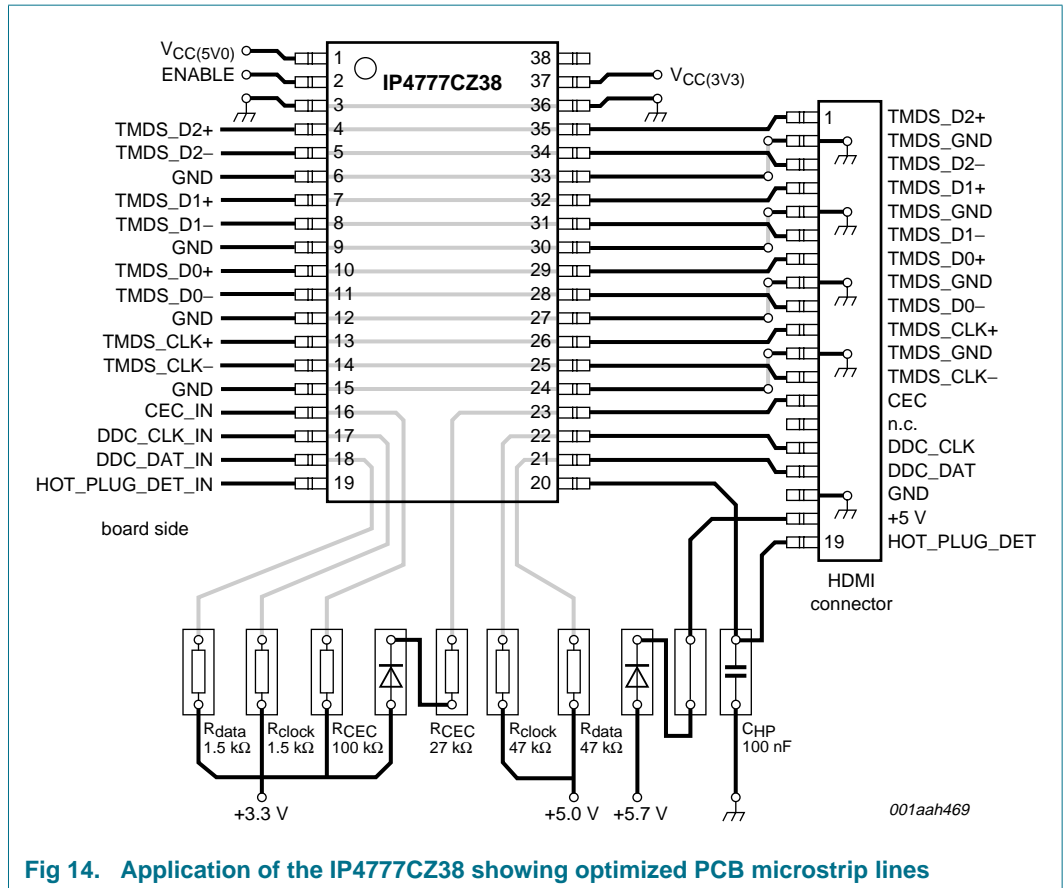 VCC(5V0)
ENABLE
IP4777CZ38
VCC(3V3)
1 38
2 37
3 36
TMDS_D2+ 4 35
TMDS_D2− 5 34
GND 6 33
TMDS_D1+ 7 32
TMDS_D1− 8 31
GND 9 30
TMDS_D0+ 10 29
TMDS_D0− 11 28
GND 12 27
TMDS_CLK+ 13 26
TMDS_CLK− 14 25
GND 15 24
CEC_IN 16 23
DDC_CLK_IN 17 22
DDC_DAT_IN 18 21
HOT_PLUG_DET_IN 19 20
board side
1 TMDS_D2+
TMDS_GND
TMDS_D2−
TMDS_D1+
TMDS_GND
TMDS_D1−
TMDS_D0+
TMDS_GND
TMDS_D0−
TMDS_CLK+
TMDS_GND
TMDS_CLK−
CEC
n.c.
DDC_CLK
DDC_DAT
GND
+5 V
19 HOT_PLUG_DET
HDMI
connector
Rdata
1.5 kΩ
Rclock
1.5 kΩ
RCEC
100 kΩ
RCEC
27 kΩ
Rclock
47 kΩ
Rdata
47 kΩ
CHP
100 nF
+3.3 V
+5.0 V
+5.7 V
001aah469
Fig 14. Application of the IP4777CZ38 showing optimized PCB microstrip lines